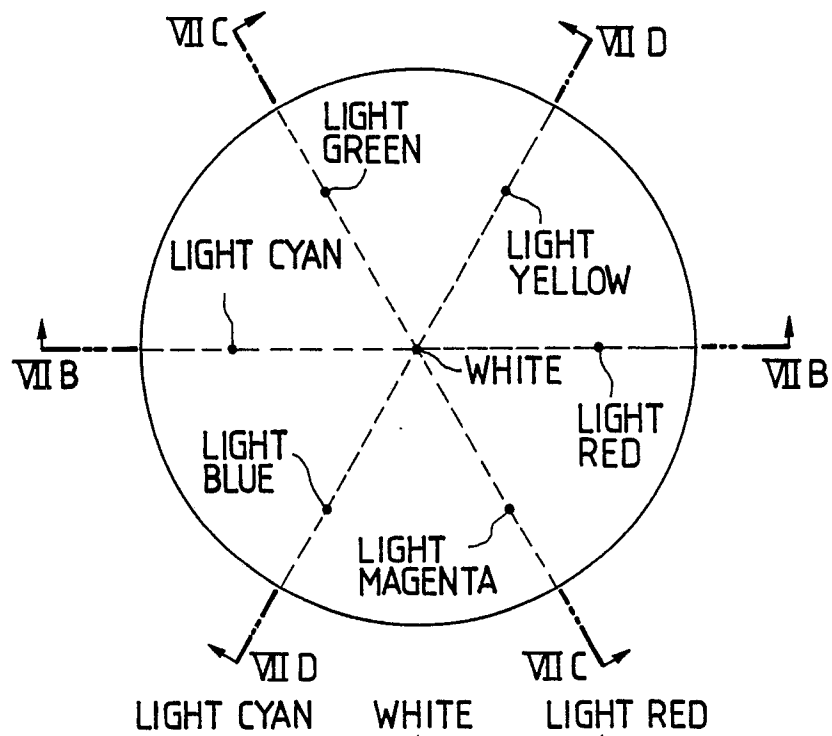 VII C
VII D
LIGHT
GREEN
LIGHT CYAN
LIGHT
YELLOW
VII B
WHITE
VII B
LIGHT
RED
LIGHT
BLUE
LIGHT
MAGENTA
VII D
VII C
LIGHT CYAN WHITE LIGHT RED